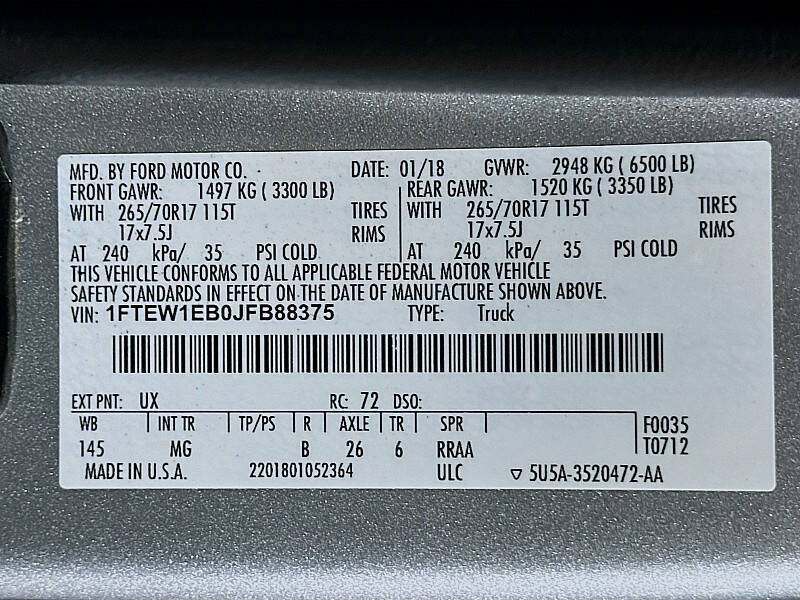 MFD. BY FORD MOTOR CO. DATE: 01/18 GVWR: 2948 KG ( 6500 LB)
FRONT GAWR: 1497 KG ( 3300 LB) REAR GAWR: 1520 KG ( 3350 LB)
WITH 265/70R17 115T TIRES WITH 265/70R17 115T TIRES
17x7.5J RIMS 17x7.5J RIMS
AT 240 kPa/ 35 PSI COLD AT 240 kPa/ 35 PSI COLD
THIS VEHICLE CONFORMS TO ALL APPLICABLE FEDERAL MOTOR VEHICLE
SAFETY STANDARDS IN EFFECT ON THE DATE OF MANUFACTURE SHOWN ABOVE.
VIN: 1FTEW1EB0JFB88375 TYPE: Truck
EXT PNT: UX RC: 72 DSO:
WB INT TR TP/PS R AXLE TR SPR F0035
145 MG B 26 6 RRAA T0712
MADE IN U.S.A. 2201801052364 ULC ▽ 5U5A-3520472-AA